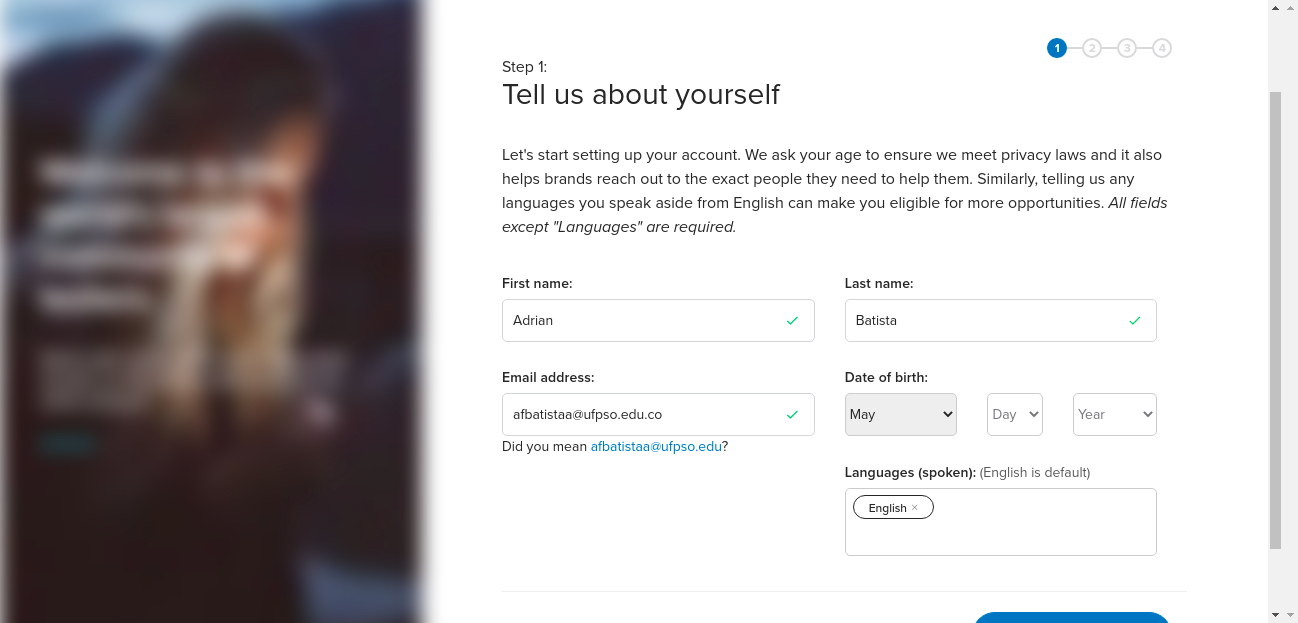 1 2 3 4
Step 1:
Tell us about yourself
Let's start setting up your account. We ask your age to ensure we meet privacy laws and it also
helps brands reach out to the exact people they need to help them. Similarly, telling us any
languages you speak aside from English can make you eligible for more opportunities. All fields
except "Languages" are required.
First name:
Last name:
Adrian
Batista
Email address:
Date of birth:
afbatistaa@ufpso.edu.co
May
Day
Year
Did you mean afbatistaa@ufpso.edu?
Languages (spoken): (English is default)
English ×